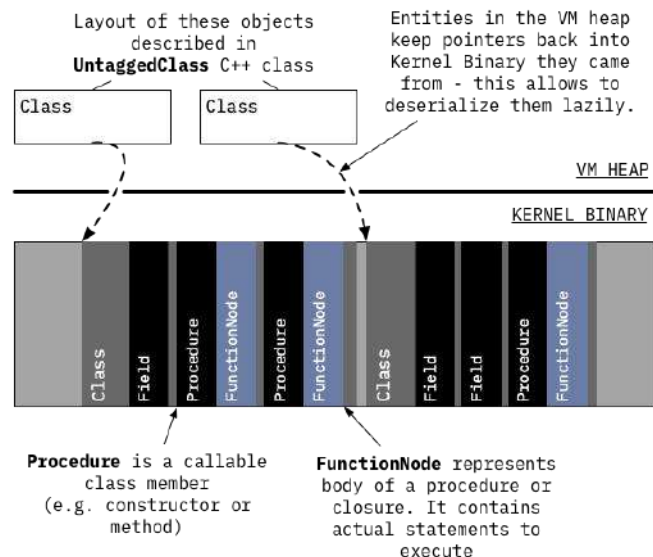 Layout of these objects
described in
UntaggedClass C++ class
Entities in the VM heap
keep pointers back into
Kernel Binary they came
from - this allows to
deserialize them lazily.
Class
Class
VM HEAP
KERNEL BINARY
Class
Field
Procedure
FunctionNode
Procedure
FunctionNode
Class
Field
Field
Procedure
FunctionNode
Procedure is a callable
class member
(e.g. constructor or
method)
FunctionNode represents
body of a procedure or
closure. It contains
actual statements to
execute